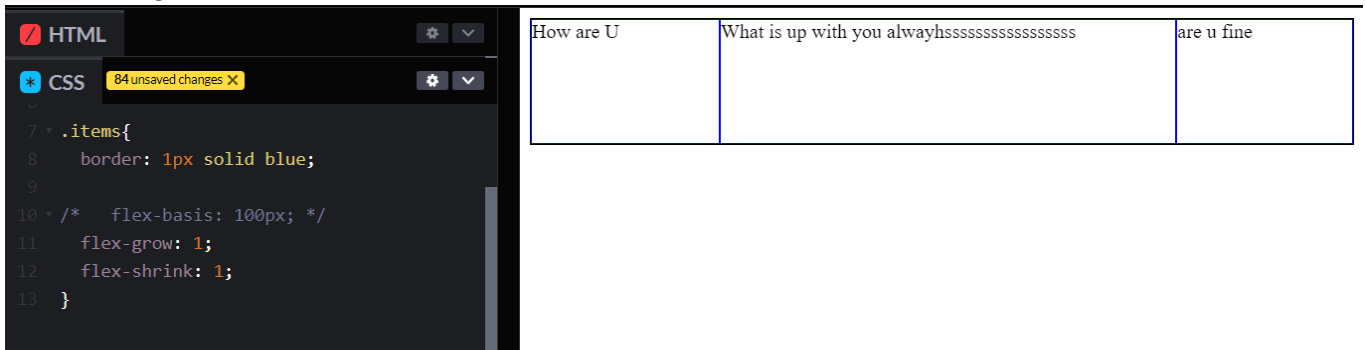 HTML
CSS
84 unsaved changes X
6
7 .items{
8 border: 1px solid blue;
9
10 /* flex-basis: 100px; */
11 flex-grow: 1;
12 flex-shrink: 1;
13 }
How are U
What is up with you alwayhsssssssssssssssss
are u fine